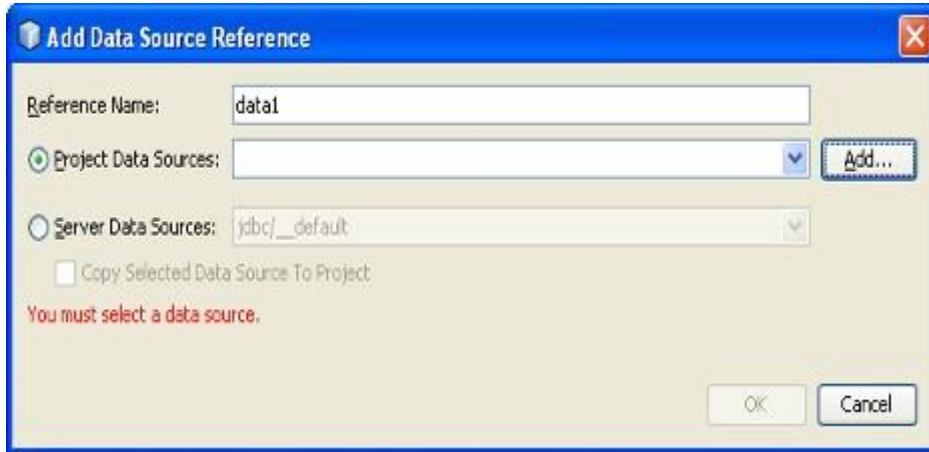 Add Data Source Reference
Reference Name: data1
Project Data Sources: Add...
Server Data Sources: jdbc/__default
Copy Selected Data Source To Project
You must select a data source.
OK Cancel